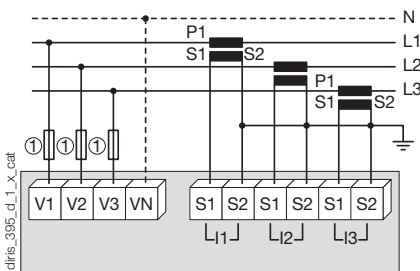 N
P1
L1
S1 S2
L2
P1
L3
S1 S2
① ① ①
V1 V2 V3 VN S1 S2 S1 S2 S1 S2
I1 I2 I3
diris_395_d_1_x_cat